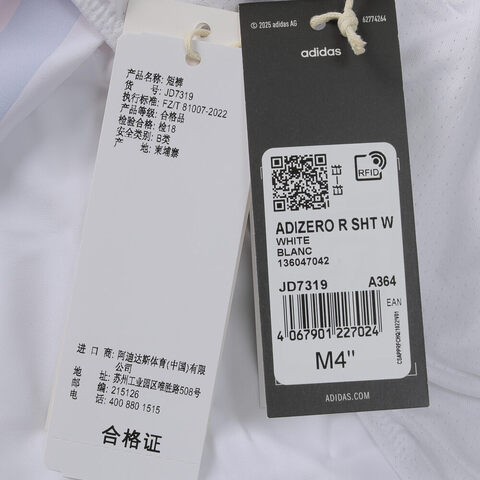 产品名称: 短裤
货 号: JD7319
执行标准: FZ/T 81007-2022
产品等级: 合格品
检验合格: 检18
安全类别: B类
产 地: 柬埔寨
进 口 商: 阿迪达斯体育(中国)有限
公司
地址: 苏州工业园区唯胜路508号
邮 编: 215126
电 话: 400 880 1515
合格证
© 2025 adidas AG
62774264
adidas
RFID
ADIZERO R SHT W
WHITE
BLANC
136047042
JD7319 A364
EAN
4 067901 227024
M4"
ADIDAS.COM